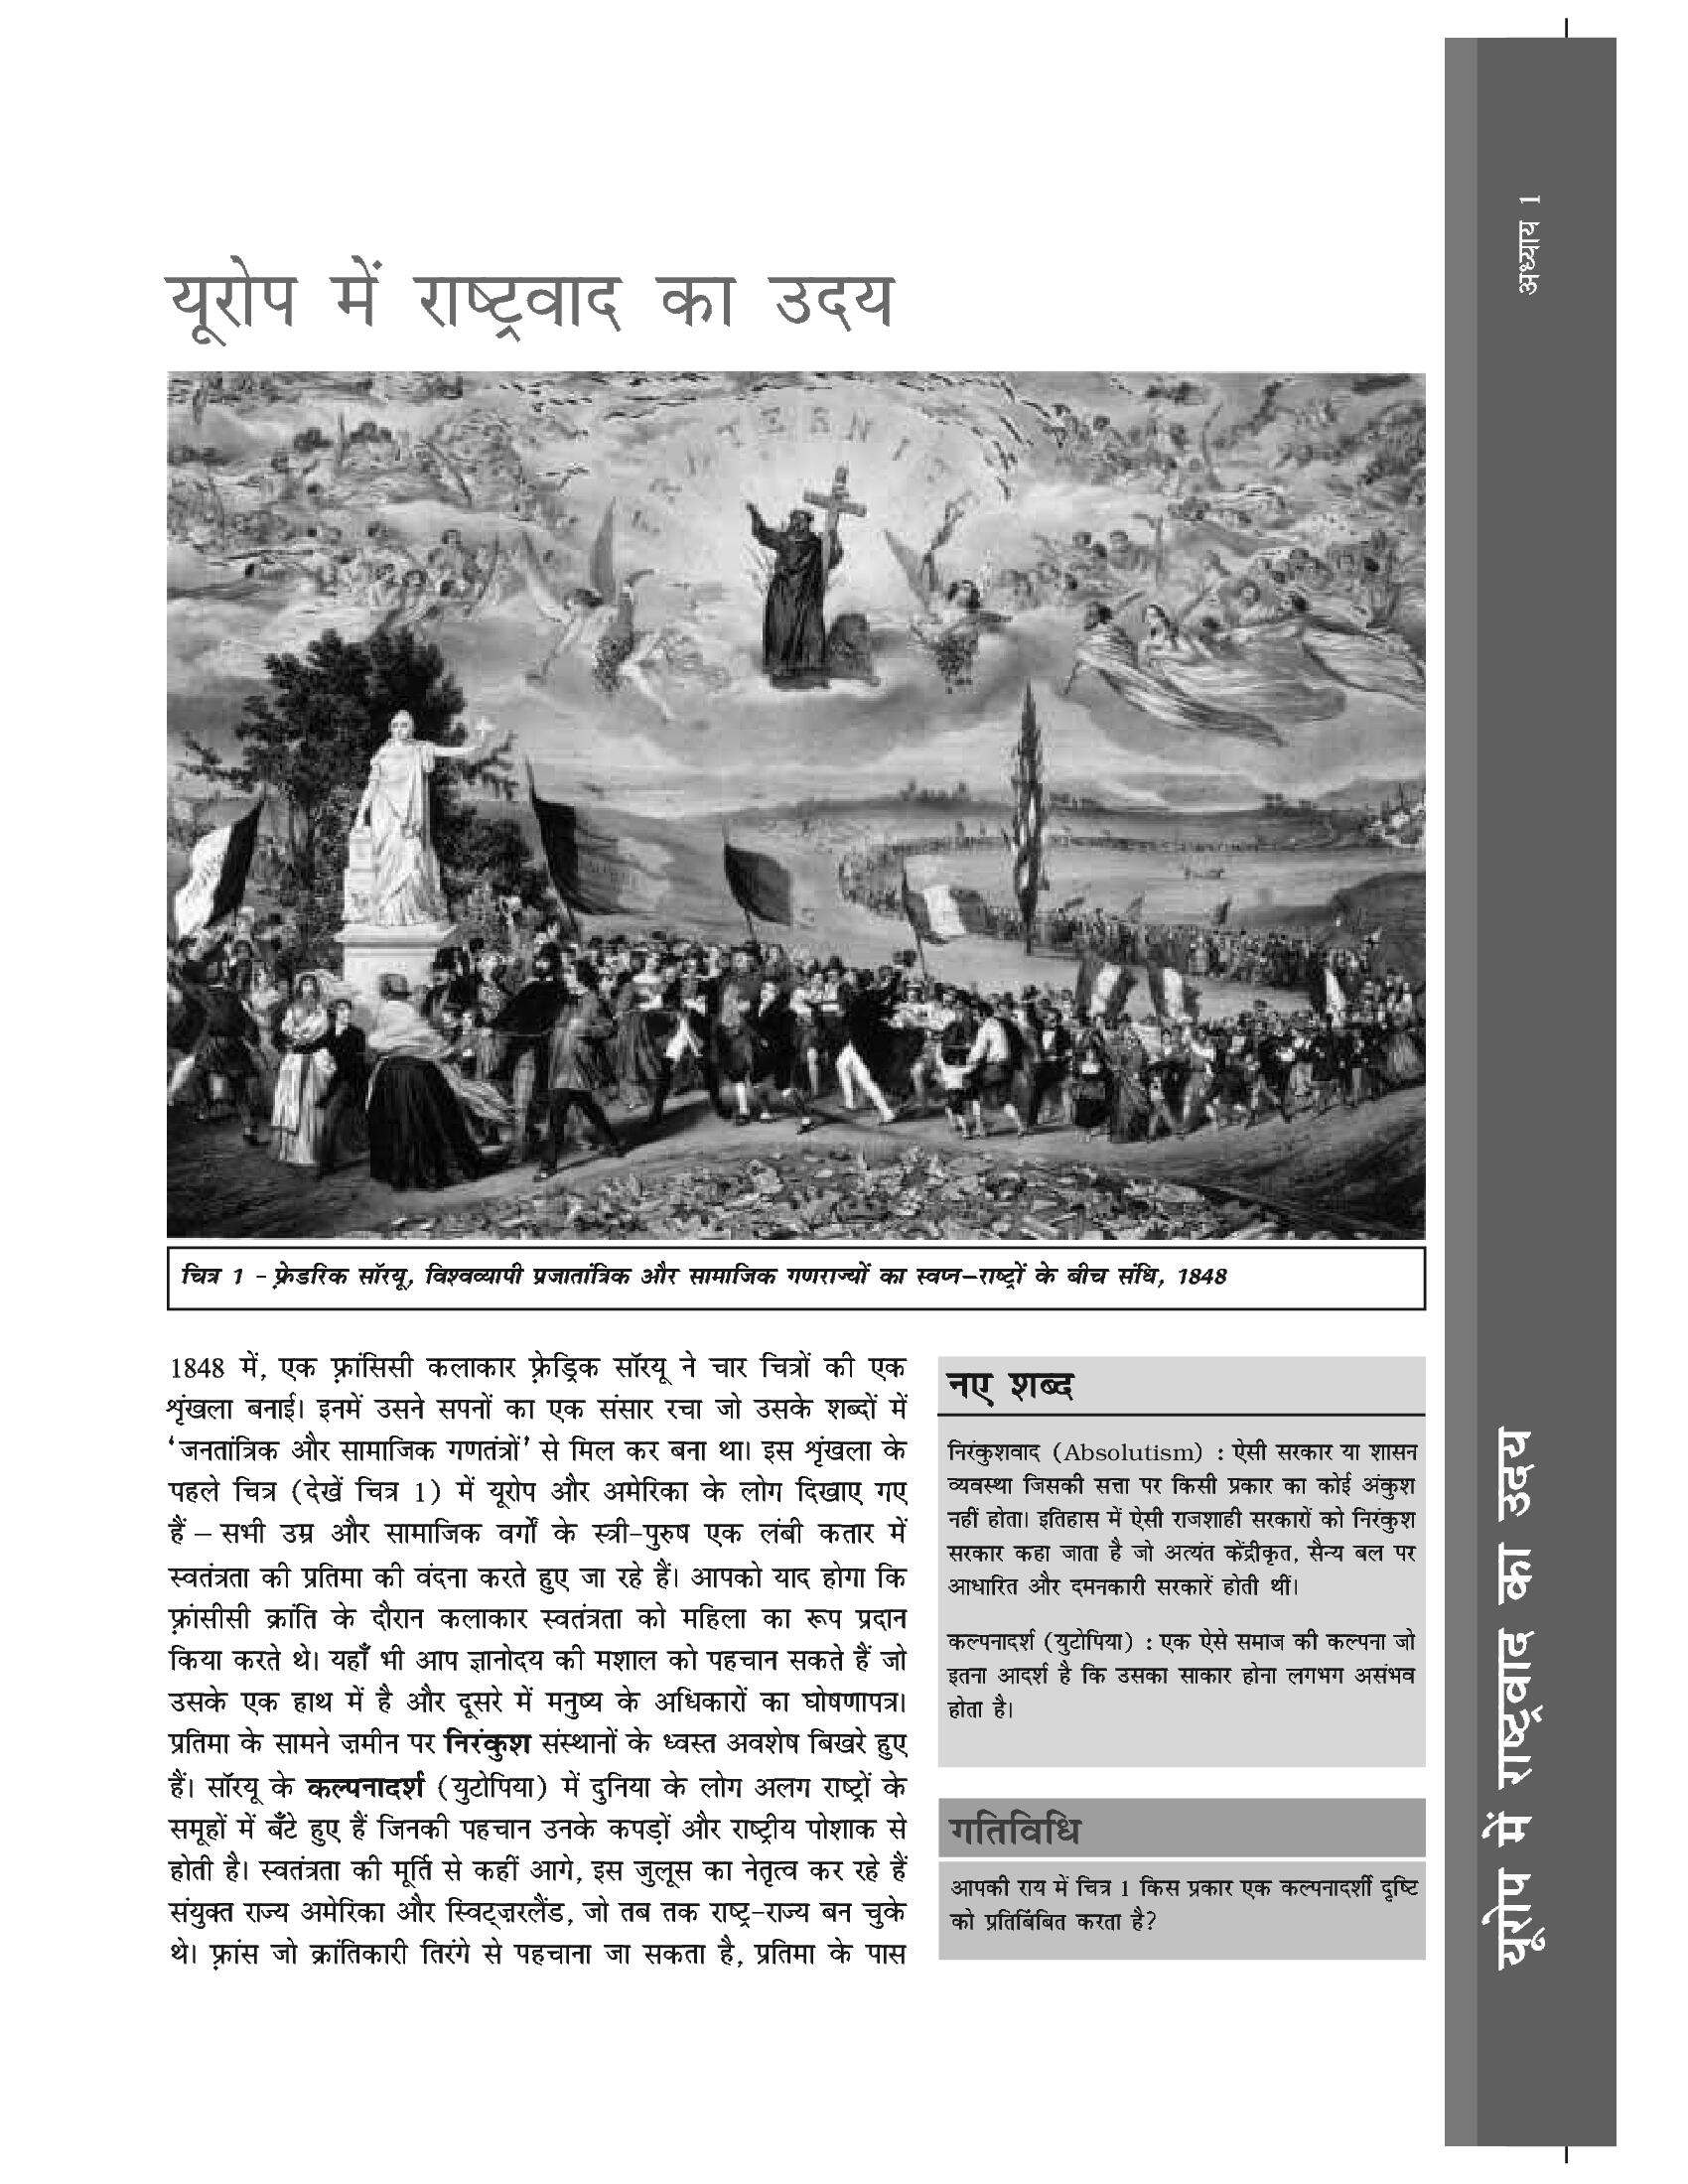 अध्याय 1
यूरोप में राष्ट्रवाद का उदय
चित्र 1 – फ़्रेडरिक सॉरयू, विश्वव्यापी प्रजातांत्रिक और सामाजिक गणराज्यों का स्वप्न–राष्ट्रों के बीच संधि, 1848
1848 में, एक फ़्रांसिसी कलाकार फ़्रेड्रिक सॉरयू ने चार चित्रों की एक
शृंखला बनाई। इनमें उसने सपनों का एक संसार रचा जो उसके शब्दों में
‘जनतांत्रिक और सामाजिक गणतंत्रों’ से मिल कर बना था। इस शृंखला के
पहले चित्र (देखें चित्र 1) में यूरोप और अमेरिका के लोग दिखाए गए
हैं – सभी उम्र और सामाजिक वर्गों के स्त्री-पुरुष एक लंबी कतार में
स्वतंत्रता की प्रतिमा की वंदना करते हुए जा रहे हैं। आपको याद होगा कि
फ़्रांसीसी क्रांति के दौरान कलाकार स्वतंत्रता को महिला का रूप प्रदान
किया करते थे। यहाँ भी आप ज्ञानोदय की मशाल को पहचान सकते हैं जो
उसके एक हाथ में है और दूसरे में मनुष्य के अधिकारों का घोषणापत्र।
प्रतिमा के सामने ज़मीन पर निरंकुश संस्थानों के ध्वस्त अवशेष बिखरे हुए
हैं। सॉरयू के कल्पनादर्श (युटोपिया) में दुनिया के लोग अलग राष्ट्रों के
समूहों में बँटे हुए हैं जिनकी पहचान उनके कपड़ों और राष्ट्रीय पोशाक से
होती है। स्वतंत्रता की मूर्ति से कहीं आगे, इस जुलूस का नेतृत्व कर रहे हैं
संयुक्त राज्य अमेरिका और स्विट्ज़रलैंड, जो तब तक राष्ट्र-राज्य बन चुके
थे। फ़्रांस जो क्रांतिकारी तिरंगे से पहचाना जा सकता है, प्रतिमा के पास
नए शब्द
निरंकुशवाद (Absolutism) : ऐसी सरकार या शासन
व्यवस्था जिसकी सत्ता पर किसी प्रकार का कोई अंकुश
नहीं होता। इतिहास में ऐसी राजशाही सरकारों को निरंकुश
सरकार कहा जाता है जो अत्यंत केंद्रीकृत, सैन्य बल पर
आधारित और दमनकारी सरकारें होती थीं।
कल्पनादर्श (युटोपिया) : एक ऐसे समाज की कल्पना जो
इतना आदर्श है कि उसका साकार होना लगभग असंभव
होता है।
गतिविधि
आपकी राय में चित्र 1 किस प्रकार एक कल्पनादर्शी दृष्टि
को प्रतिबिंबित करता है?
यूरोप में राष्ट्रवाद का उदय